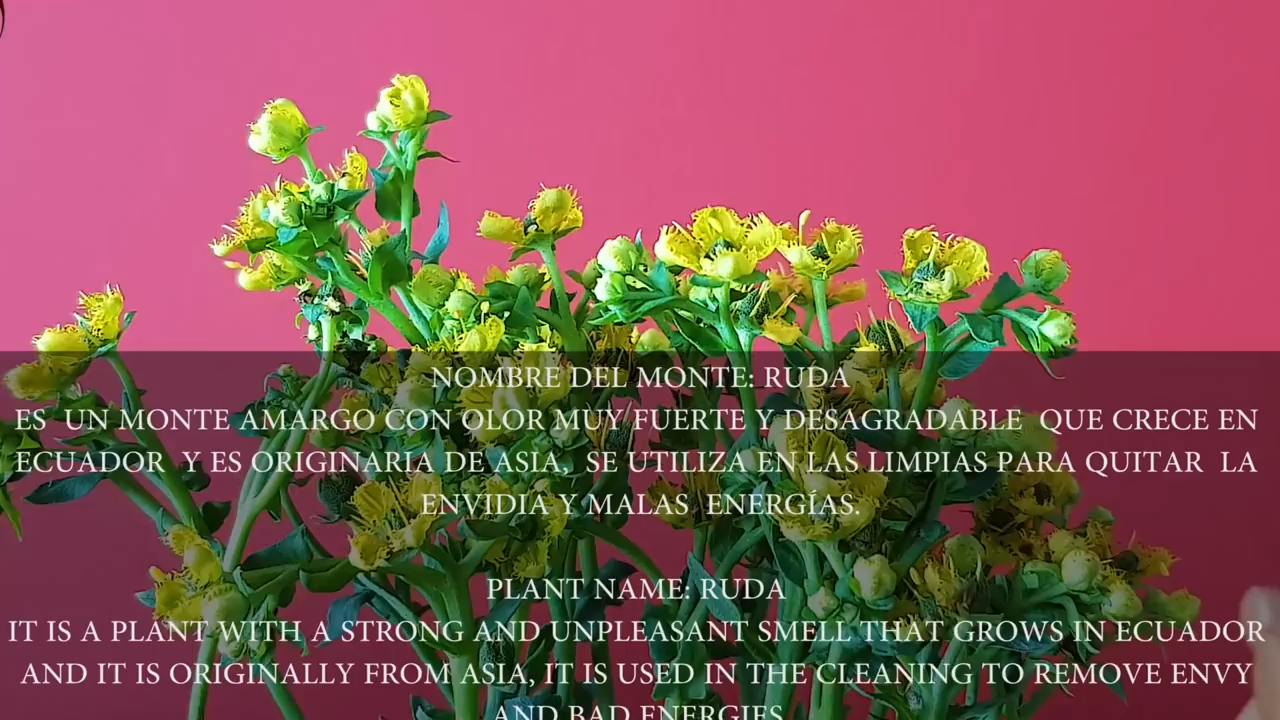 NOMBRE DEL MONTE: RUDA
ES UN MONTE AMARGO CON OLOR MUY FUERTE Y DESAGRADABLE QUE CRECE EN
ECUADOR Y ES ORIGINARIA DE ASIA, SE UTILIZA EN LAS LIMPIAS PARA QUITAR LA
ENVIDIA Y MALAS ENERGÍAS.
PLANT NAME: RUDA
IT IS A PLANT WITH A STRONG AND UNPLEASANT SMELL THAT GROWS IN ECUADOR
AND IT IS ORIGINALLY FROM ASIA, IT IS USED IN THE CLEANING TO REMOVE ENVY
AND BAD ENERGIES.